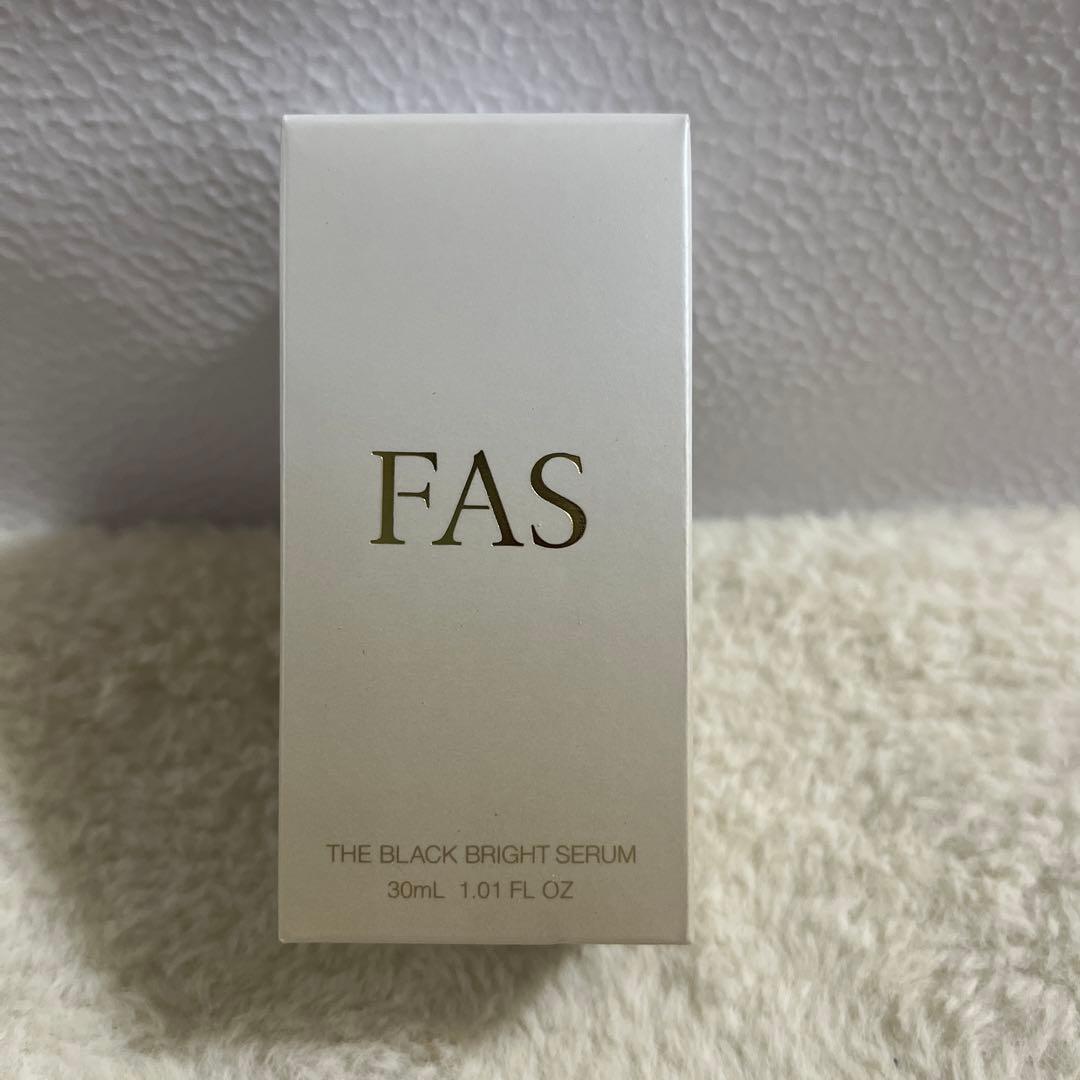 FAS
THE BLACK BRIGHT SERUM
30mL 1.01 FL OZ